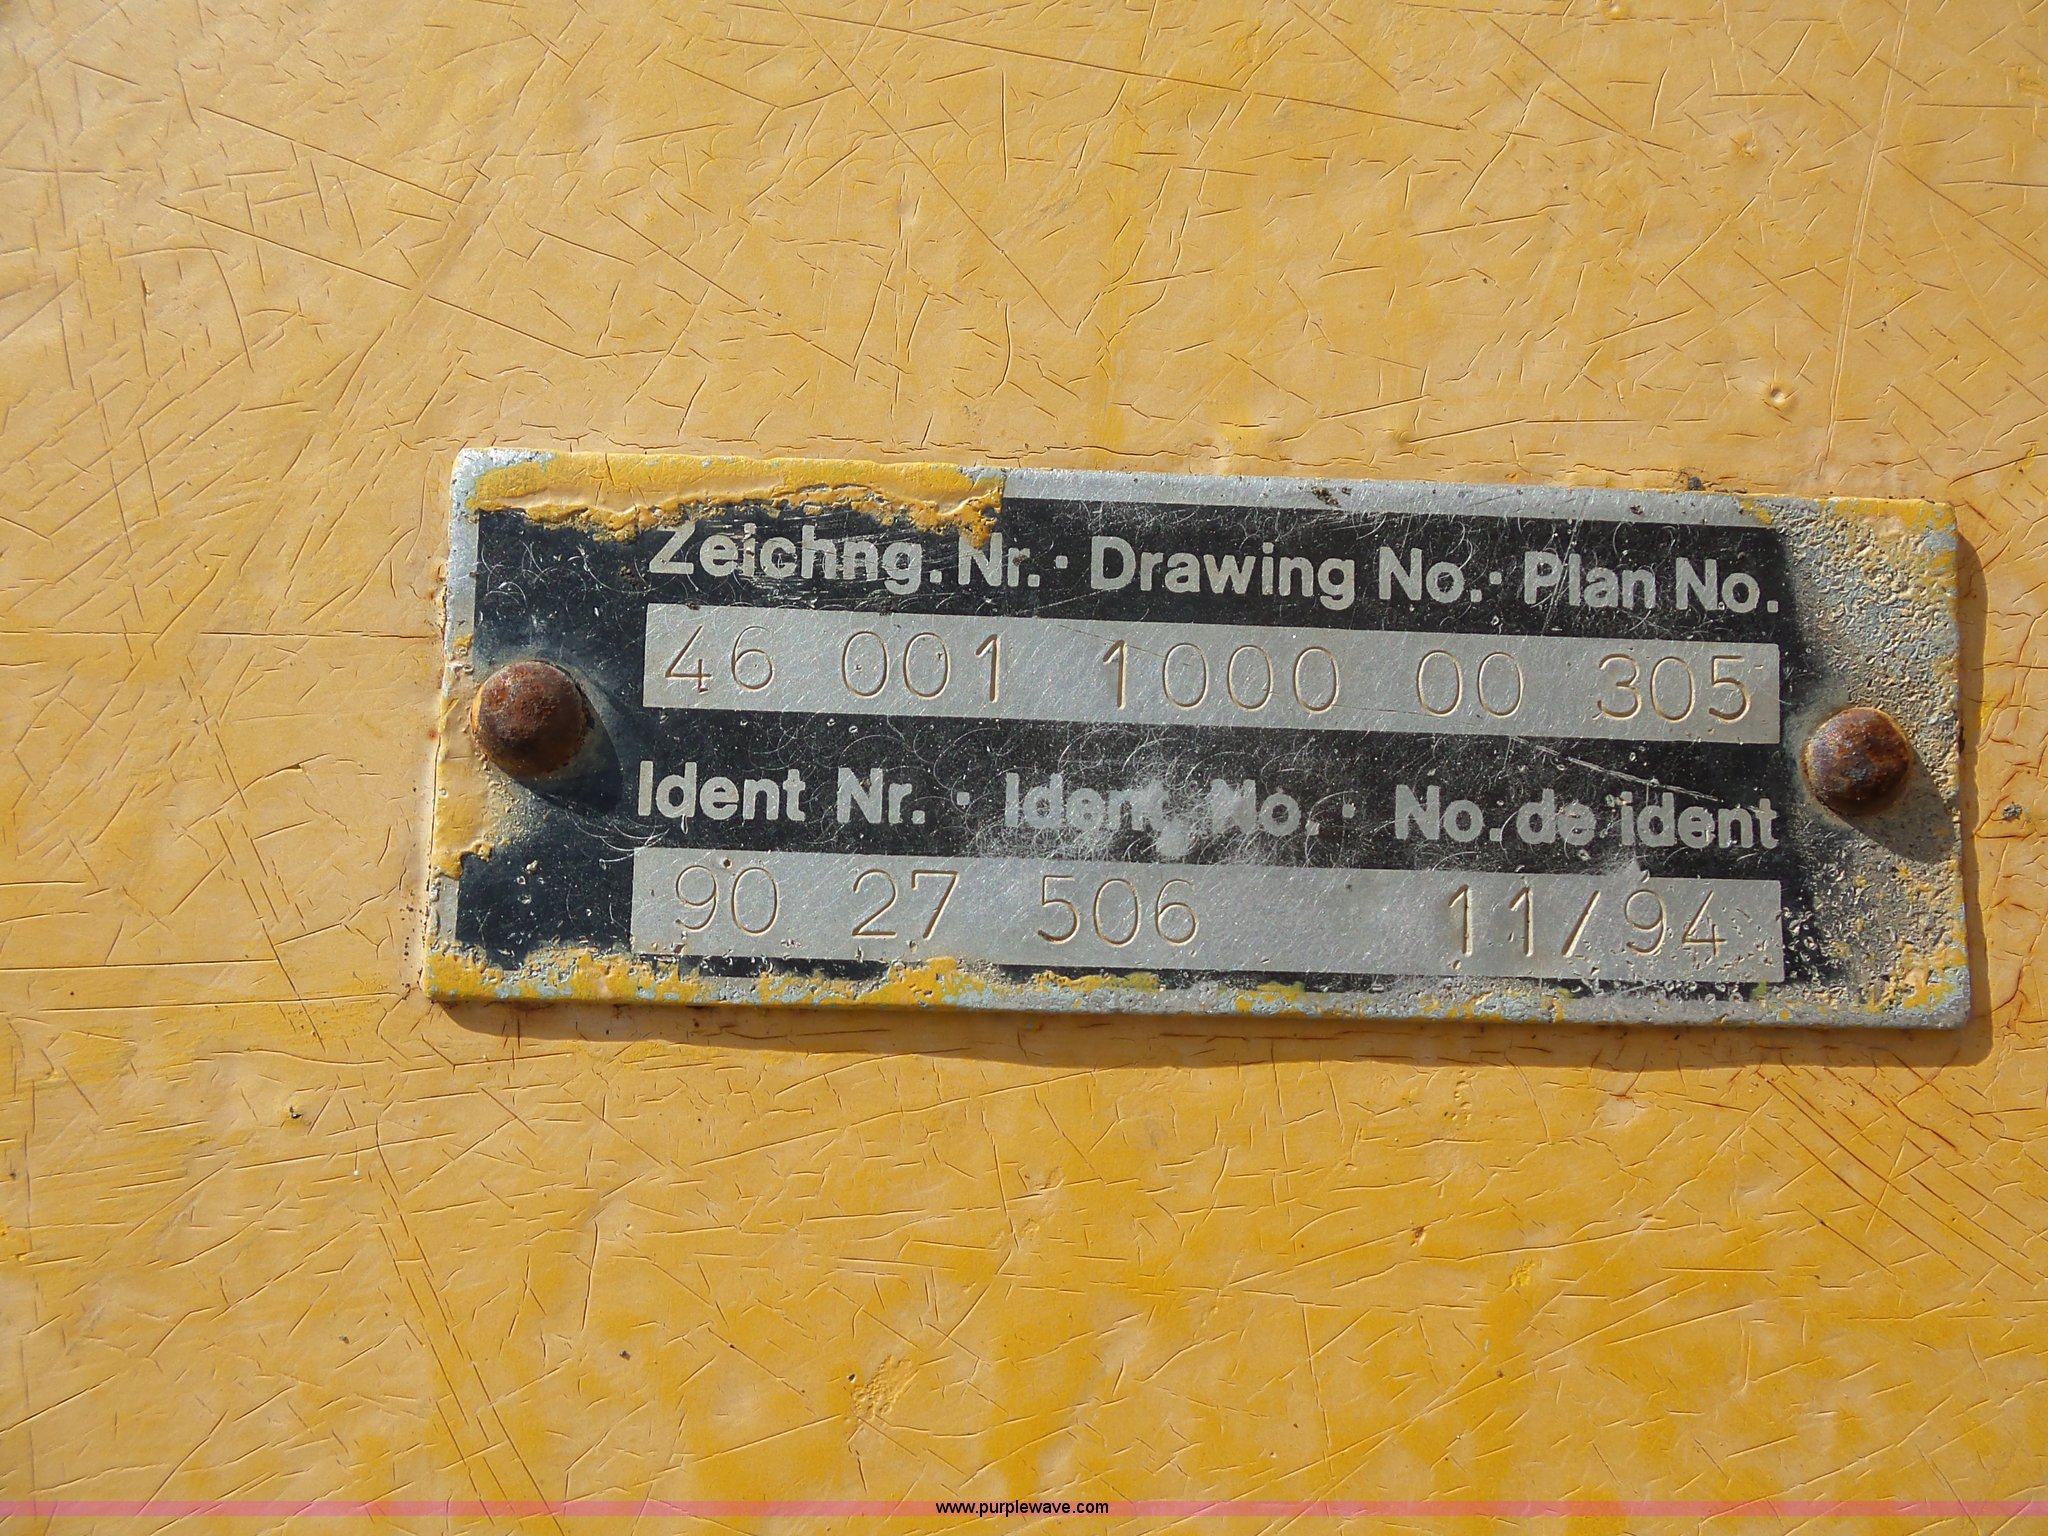 Zeichng. Nr. · Drawing No. · Plan No.
46 001 1000 00 305
Ident Nr. · Ident. No. · No. de ident
90 27 506 11/94
www.purplewave.com